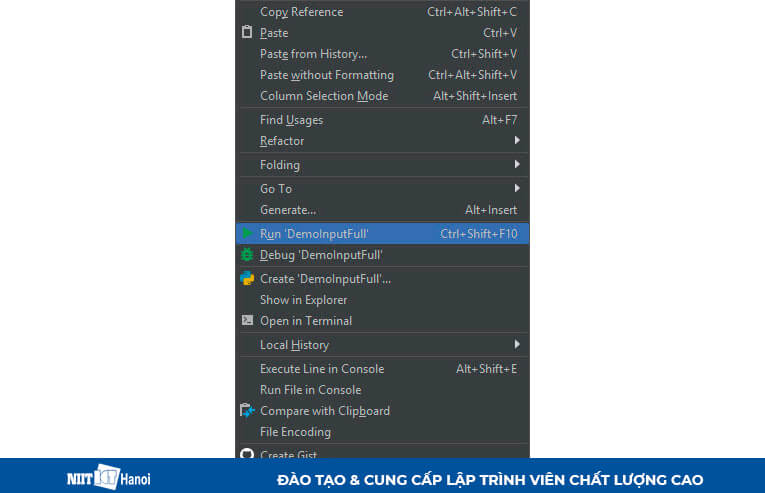 Copy Reference Ctrl+Alt+Shift+C
Paste Ctrl+V
Paste from History... Ctrl+Shift+V
Paste without Formatting Ctrl+Alt+Shift+V
Column Selection Mode Alt+Shift+Insert
Find Usages Alt+F7
Refactor
Folding
Go To
Generate... Alt+Insert
Run 'DemoInputFull' Ctrl+Shift+F10
Debug 'DemoInputFull'
Create 'DemoInputFull'...
Show in Explorer
Open in Terminal
Local History
Execute Line in Console Alt+Shift+E
Run File in Console
Compare with Clipboard
File Encoding
Create Gist
NIIT ICT Hanoi ĐÀO TẠO & CUNG CẤP LẬP TRÌNH VIÊN CHẤT LƯỢNG CAO